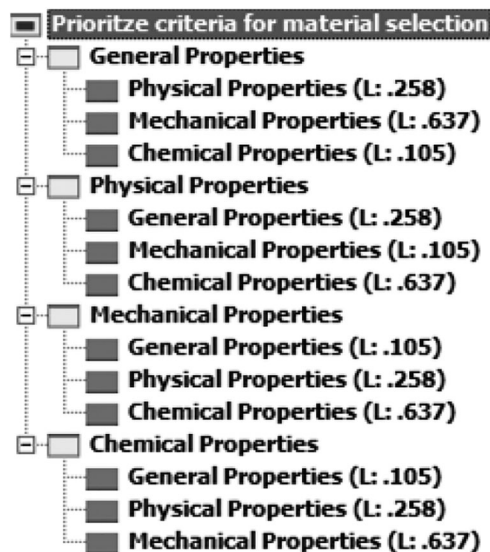 Prioritze criteria for material selection
General Properties
Physical Properties (L: .258)
Mechanical Properties (L: .637)
Chemical Properties (L: .105)
Physical Properties
General Properties (L: .258)
Mechanical Properties (L: .105)
Chemical Properties (L: .637)
Mechanical Properties
General Properties (L: .105)
Physical Properties (L: .258)
Chemical Properties (L: .637)
Chemical Properties
General Properties (L: .105)
Physical Properties (L: .258)
Mechanical Properties (L: .637)